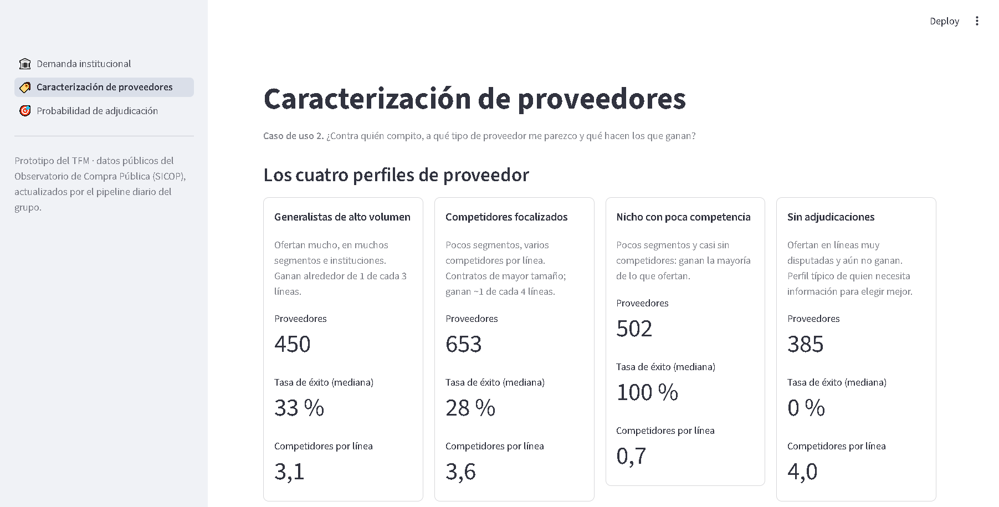 Deploy
Demanda institucional
Caracterización de proveedores
Probabilidad de adjudicación
Prototipo del TFM · datos públicos del
Observatorio de Compra Pública (SICOP),
actualizados por el pipeline diario del
grupo.
Caracterización de proveedores
Caso de uso 2. ¿Contra quién compito, a qué tipo de proveedor me parezco y qué hacen los que ganan?
Los cuatro perfiles de proveedor
Generalistas de alto volumen
Ofertan mucho, en muchos
segmentos e instituciones.
Ganan alrededor de 1 de cada 3
líneas.
Proveedores
450
Tasa de éxito (mediana)
33 %
Competidores por línea
3,1
Competidores focalizados
Pocos segmentos, varios
competidores por línea.
Contratos de mayor tamaño;
ganan ~1 de cada 4 líneas.
Proveedores
653
Tasa de éxito (mediana)
28 %
Competidores por línea
3,6
Nicho con poca competencia
Pocos segmentos y casi sin
competidores: ganan la mayoría
de lo que ofertan.
Proveedores
502
Tasa de éxito (mediana)
100 %
Competidores por línea
0,7
Sin adjudicaciones
Ofertan en líneas muy
disputadas y aún no ganan.
Perfil típico de quien necesita
información para elegir mejor.
Proveedores
385
Tasa de éxito (mediana)
0 %
Competidores por línea
4,0